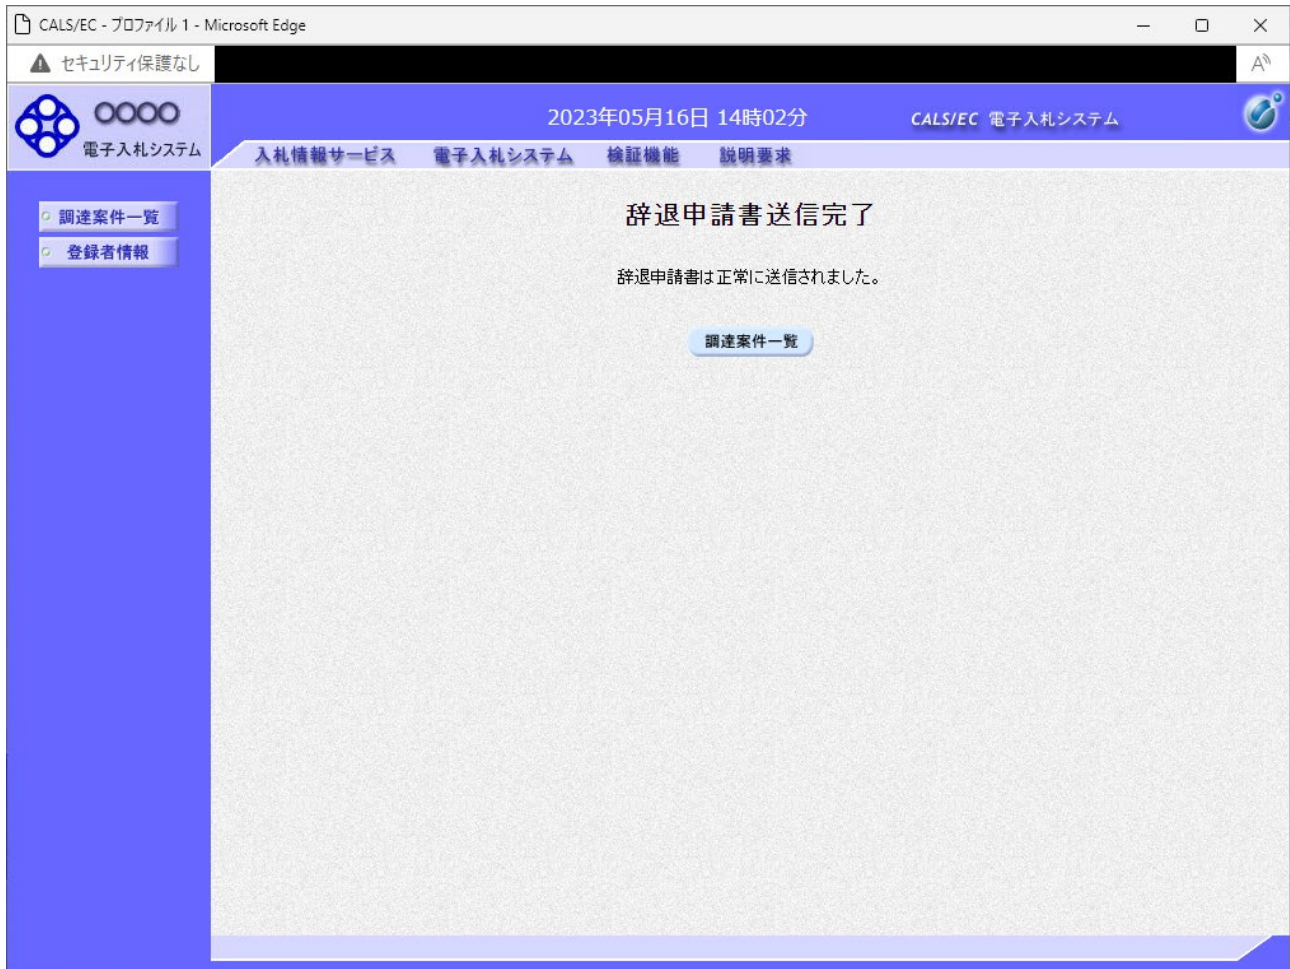 CALS/EC - プロファイル 1 - Microsoft Edge
セキュリティ保護なし
OOOO
電子入札システム
2023年05月16日 14時02分
CALS/EC 電子入札システム
入札情報サービス 電子入札システム 検証機能 説明要求
調達案件一覧
登録者情報
辞退申請書送信完了
辞退申請書は正常に送信されました。
調達案件一覧